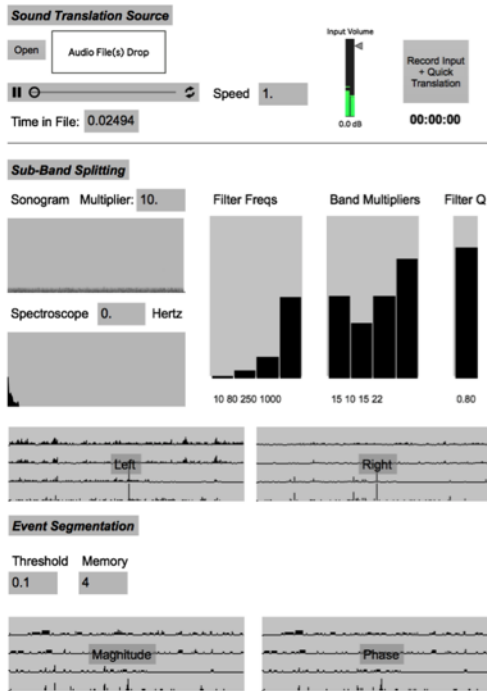 Sound Translation Source
Open
Audio File(s) Drop
Input Volume
0.0 dB
Record Input
+ Quick
Translation
00:00:00
Speed 1.
Time in File: 0.02494
Sub-Band Splitting
Sonogram Multiplier: 10.
Filter Freqs
Band Multipliers
Filter Q
Spectroscope 0. Hertz
10 80 250 1000
15 10 15 22
0.80
Left
Right
Event Segmentation
Threshold Memory
0.1 4
Magnitude
Phase